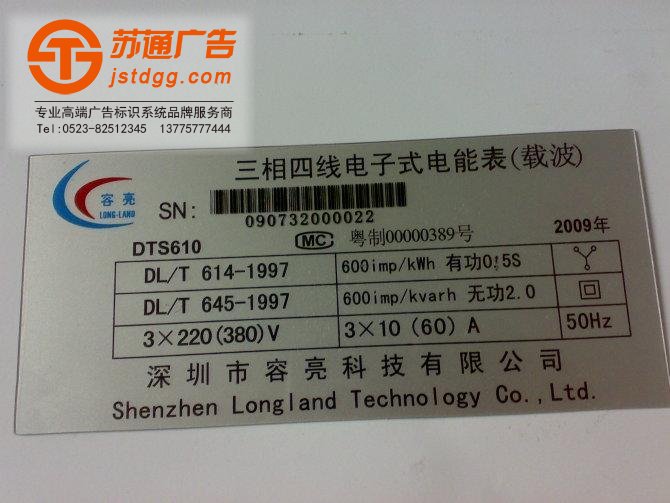 苏通广告
jstdgg.com
专业高端广告标识系统品牌服务商
Tel:0523-82512345 13775777444
三相四线电子式电能表(载波)
容亮
LONG-LAND
SN:
090732000022
DTS610
MC
粤制00000389号
2009年
DL/T 614-1997 600imp/kWh 有功0.5S
DL/T 645-1997 600imp/kvarh 无功2.0
3×220(380)V 3×10(60)A 50Hz
深圳市容亮科技有限公司
Shenzhen Longland Technology Co.,Ltd.